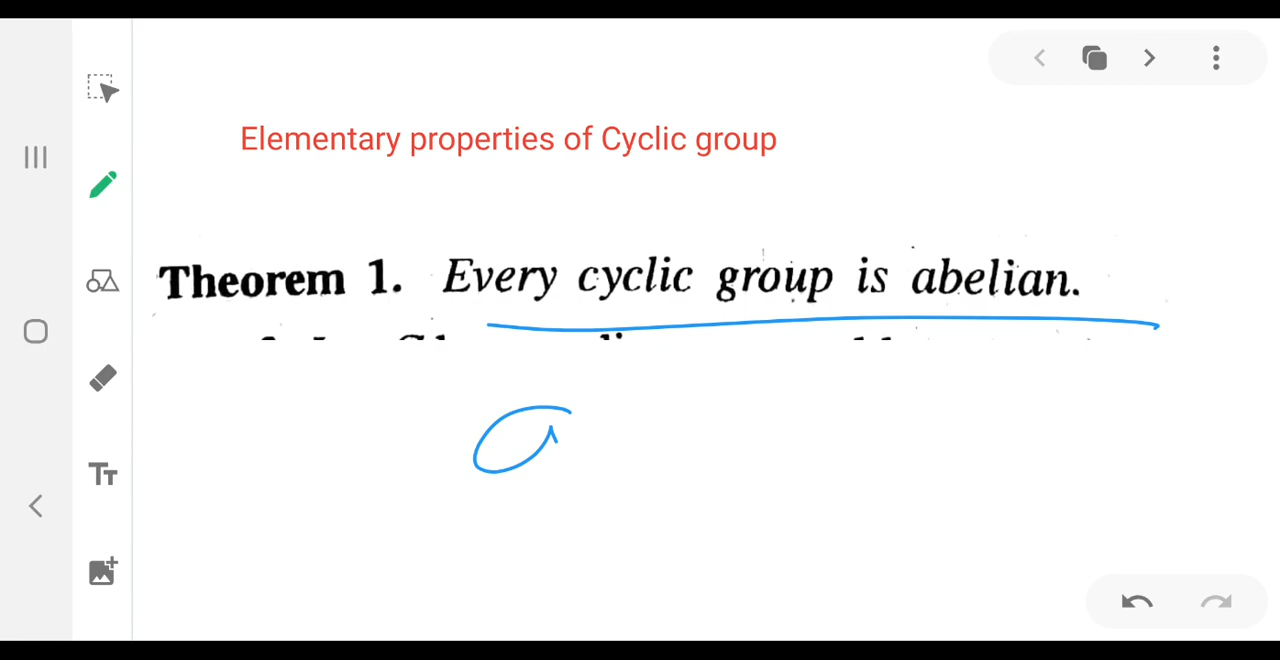 Elementary properties of Cyclic group
Theorem 1. Every cyclic group is abelian.